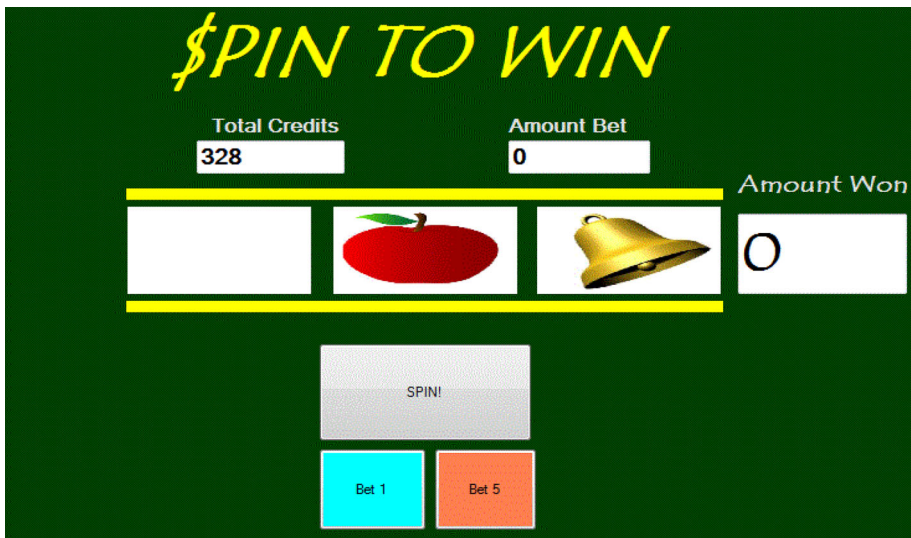 $PIN TO WIN
Total Credits
Amount Bet
328
0
Amount Won
0
SPIN!
Bet 1
Bet 5